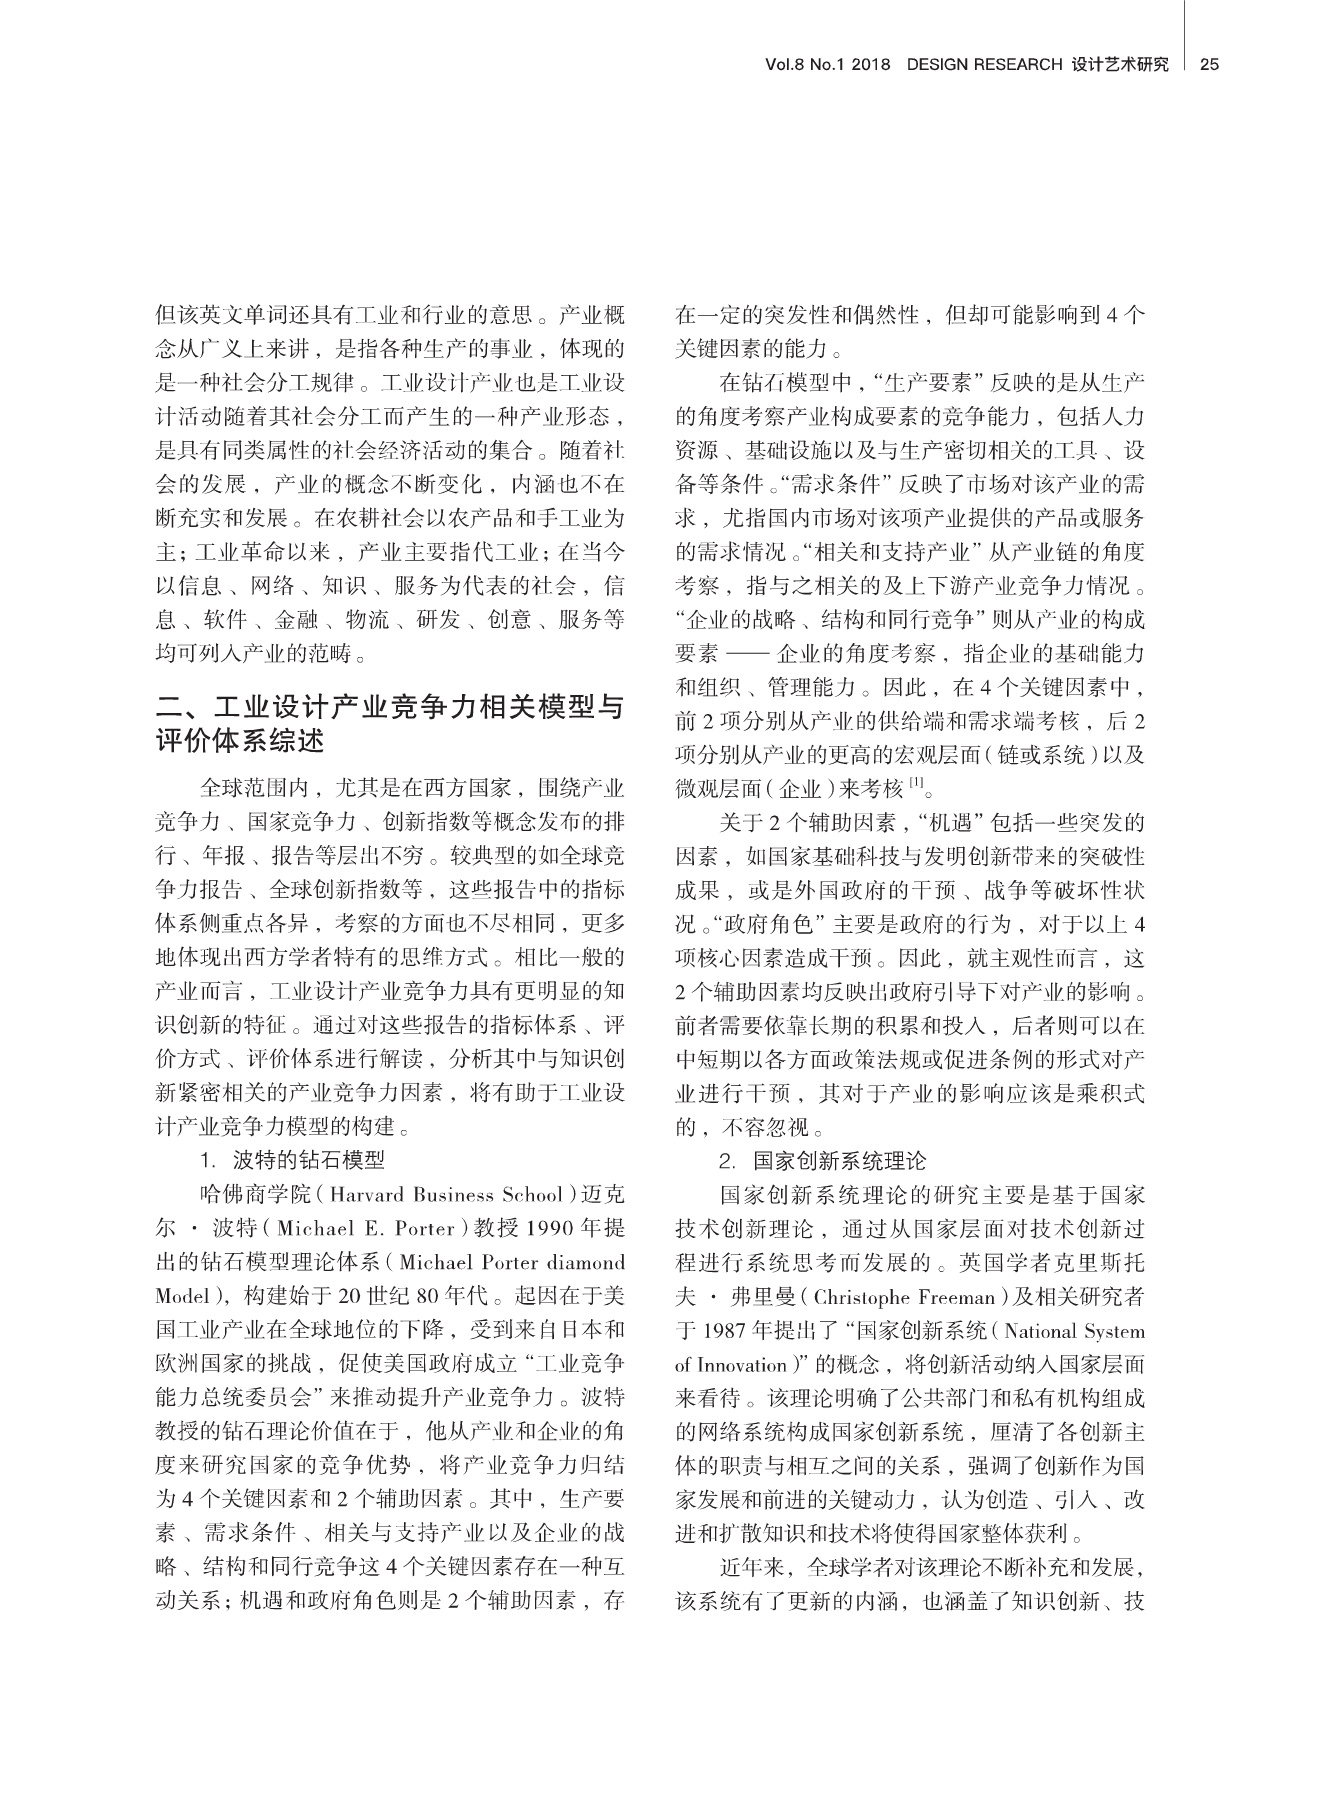 Vol.8 No.1 2018 DESIGN RESEARCH 设计艺术研究 25
但该英文单词还具有工业和行业的意思。产业概
念从广义上来讲，是指各种生产的事业，体现的
是一种社会分工规律。工业设计产业也是工业设
计活动随着其社会分工而产生的一种产业形态，
是具有同类属性的社会经济活动的集合。随着社
会的发展，产业的概念不断变化，内涵也不在
断充实和发展。在农耕社会以农产品和手工业为
主；工业革命以来，产业主要指代工业；在当今
以信息、网络、知识、服务为代表的社会，信
息、软件、金融、物流、研发、创意、服务等
均可列入产业的范畴。
二、工业设计产业竞争力相关模型与
评价体系综述
全球范围内，尤其是在西方国家，围绕产业
竞争力、国家竞争力、创新指数等概念发布的排
行、年报、报告等层出不穷。较典型的如全球竞
争力报告、全球创新指数等，这些报告中的指标
体系侧重点各异，考察的方面也不尽相同，更多
地体现出西方学者特有的思维方式。相比一般的
产业而言，工业设计产业竞争力具有更明显的知
识创新的特征。通过对这些报告的指标体系、评
价方式、评价体系进行解读，分析其中与知识创
新紧密相关的产业竞争力因素，将有助于工业设
计产业竞争力模型的构建。
1. 波特的钻石模型
哈佛商学院（Harvard Business School）迈克
尔 · 波特（Michael E. Porter）教授 1990 年提
出的钻石模型理论体系（Michael Porter diamond
Model），构建始于 20 世纪 80 年代。起因在于美
国工业产业在全球地位的下降，受到来自日本和
欧洲国家的挑战，促使美国政府成立“工业竞争
能力总统委员会”来推动提升产业竞争力。波特
教授的钻石理论价值在于，他从产业和企业的角
度来研究国家的竞争优势，将产业竞争力归结
为 4 个关键因素和 2 个辅助因素。其中，生产要
素、需求条件、相关与支持产业以及企业的战
略、结构和同行竞争这 4 个关键因素存在一种互
动关系；机遇和政府角色则是 2 个辅助因素，存
在一定的突发性和偶然性，但却可能影响到 4 个
关键因素的能力。
在钻石模型中，“生产要素”反映的是从生产
的角度考察产业构成要素的竞争能力，包括人力
资源、基础设施以及与生产密切相关的工具、设
备等条件。“需求条件”反映了市场对该产业的需
求，尤指国内市场对该项产业提供的产品或服务
的需求情况。“相关和支持产业”从产业链的角度
考察，指与之相关的及上下游产业竞争力情况。
“企业的战略、结构和同行竞争”则从产业的构成
要素 —— 企业的角度考察，指企业的基础能力
和组织、管理能力。因此，在 4 个关键因素中，
前 2 项分别从产业的供给端和需求端考核，后 2
项分别从产业的更高的宏观层面（链或系统）以及
微观层面（企业）来考核[1]。
关于 2 个辅助因素，“机遇”包括一些突发的
因素，如国家基础科技与发明创新带来的突破性
成果，或是外国政府的干预、战争等破坏性状
况。“政府角色”主要是政府的行为，对于以上 4
项核心因素造成干预。因此，就主观性而言，这
2 个辅助因素均反映出政府引导下对产业的影响。
前者需要依靠长期的积累和投入，后者则可以在
中短期以各方面政策法规或促进条例的形式对产
业进行干预，其对于产业的影响应该是乘积式
的，不容忽视。
2. 国家创新系统理论
国家创新系统理论的研究主要是基于国家
技术创新理论，通过从国家层面对技术创新过
程进行系统思考而发展的。英国学者克里斯托
夫 · 弗里曼（Christophe Freeman）及相关研究者
于 1987 年提出了“国家创新系统（National System
of Innovation）”的概念，将创新活动纳入国家层面
来看待。该理论明确了公共部门和私有机构组成
的网络系统构成国家创新系统，厘清了各创新主
体的职责与相互之间的关系，强调了创新作为国
家发展和前进的关键动力，认为创造、引入、改
进和扩散知识和技术将使得国家整体获利。
近年来，全球学者对该理论不断补充和发展，
该系统有了更新的内涵，也涵盖了知识创新、技